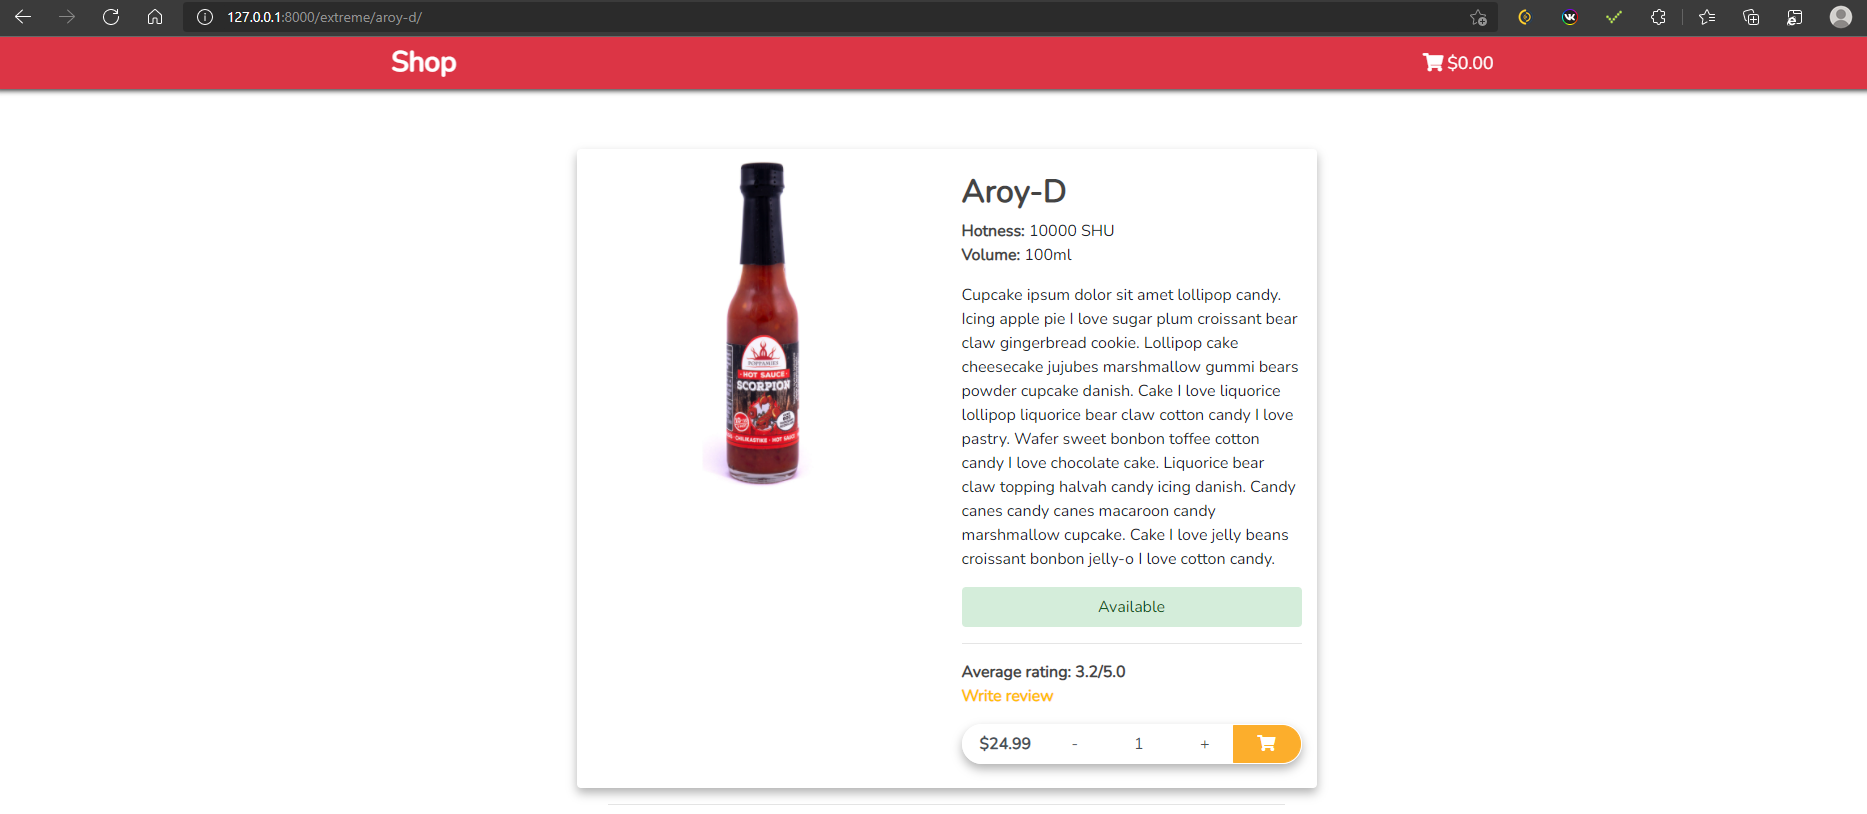 127.0.0.1:8000/extreme/aroy-d/
Shop
$0.00
HOT SAUCE
SCORPION
Aroy-D
Hotness: 10000 SHU
Volume: 100ml
Cupcake ipsum dolor sit amet lollipop candy.
Icing apple pie I love sugar plum croissant bear
claw gingerbread cookie. Lollipop cake
cheesecake jujubes marshmallow gummi bears
powder cupcake danish. Cake I love liquorice
lollipop liquorice bear claw cotton candy I love
pastry. Wafer sweet bonbon toffee cotton
candy I love chocolate cake. Liquorice bear
claw topping halvah candy icing danish. Candy
canes candy canes macaroon candy
marshmallow cupcake. Cake I love jelly beans
croissant bonbon jelly-o I love cotton candy.
Available
Average rating: 3.2/5.0
Write review
$24.99 - 1 +